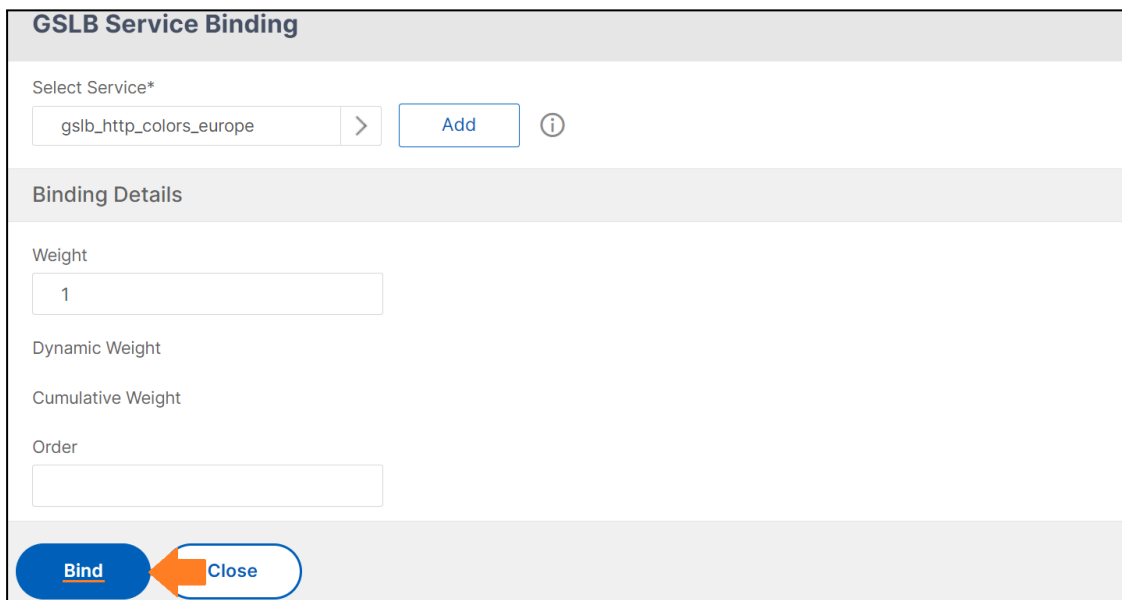 GSLB Service Binding
Select Service*
gslb_http_colors_europe
Add
Binding Details
Weight
1
Dynamic Weight
Cumulative Weight
Order
Bind
Close